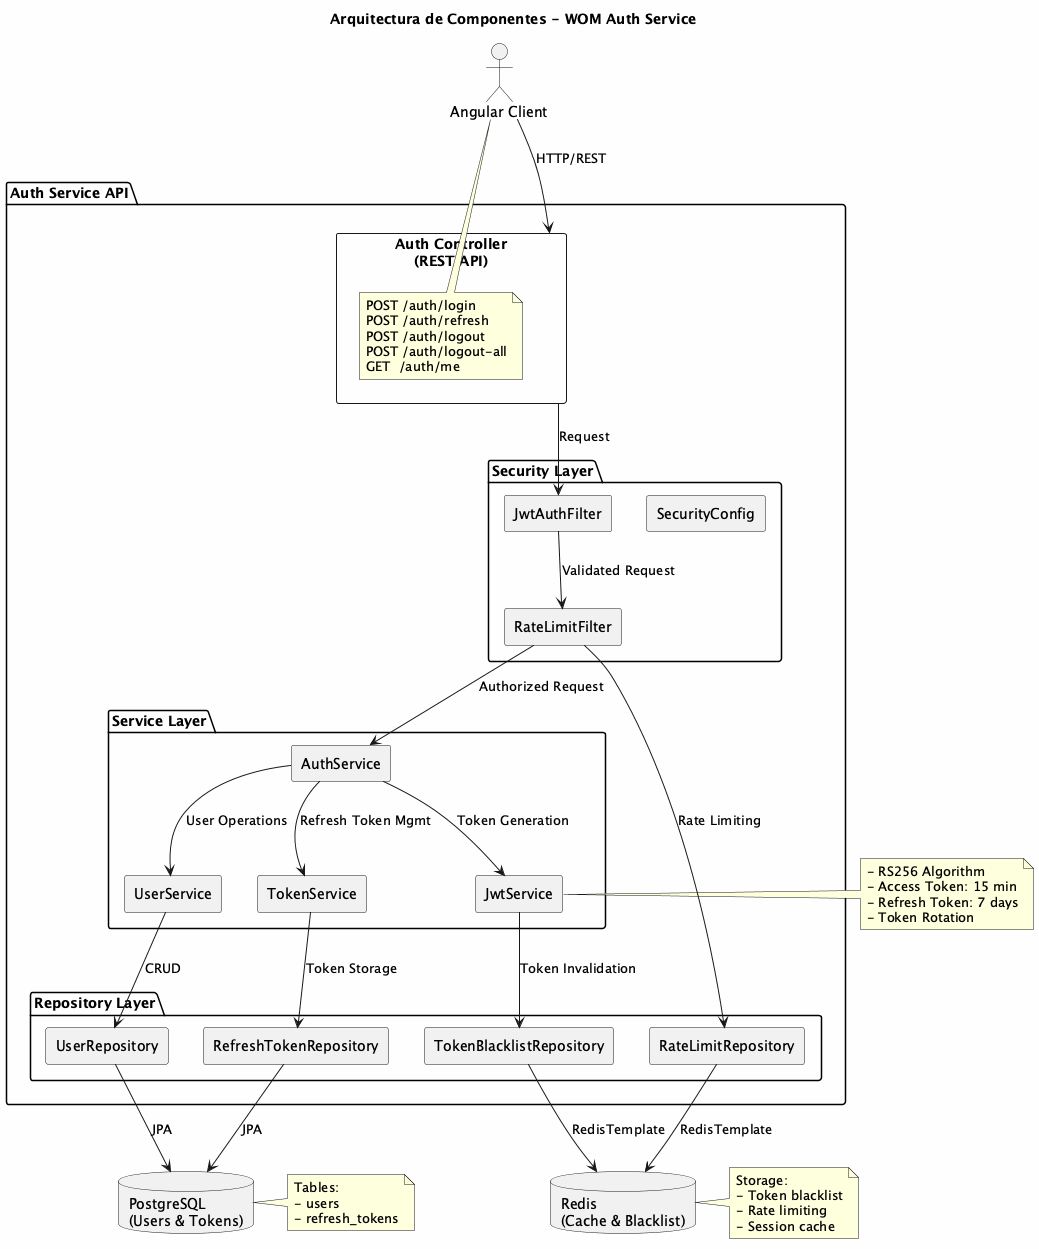 Arquitectura de Componentes - WOM Auth Service
Angular Client
HTTP/REST
Auth Service API
Auth Controller
(REST API)
POST /auth/login
POST /auth/refresh
POST /auth/logout
POST /auth/logout-all
GET  /auth/me
Request
Security Layer
JwtAuthFilter
SecurityConfig
Validated Request
RateLimitFilter
Authorized Request
Service Layer
AuthService
User Operations
Refresh Token Mgmt
Token Generation
Rate Limiting
UserService
TokenService
JwtService
- RS256 Algorithm
- Access Token: 15 min
- Refresh Token: 7 days
- Token Rotation
CRUD
Token Storage
Token Invalidation
Repository Layer
UserRepository
RefreshTokenRepository
TokenBlacklistRepository
RateLimitRepository
JPA
JPA
RedisTemplate
RedisTemplate
PostgreSQL
(Users & Tokens)
Tables:
- users
- refresh_tokens
Redis
(Cache & Blacklist)
Storage:
- Token blacklist
- Rate limiting
- Session cache